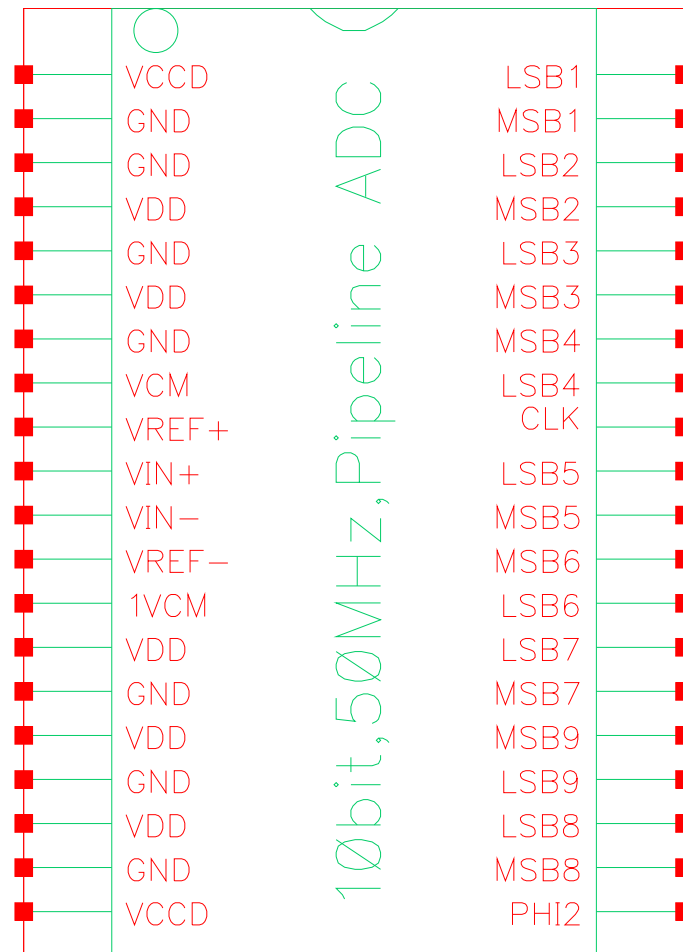 VCCD
GND
GND
VDD
GND
VDD
GND
VCM
VREF+
VIN+
VIN-
VREF-
1VCM
VDD
GND
VDD
GND
VDD
GND
VCCD
10bit,50MHz,Pipeline ADC
LSB1
MSB1
LSB2
MSB2
LSB3
MSB3
MSB4
LSB4
CLK
LSB5
MSB5
MSB6
LSB6
LSB7
MSB7
MSB9
LSB9
LSB8
MSB8
PHI2